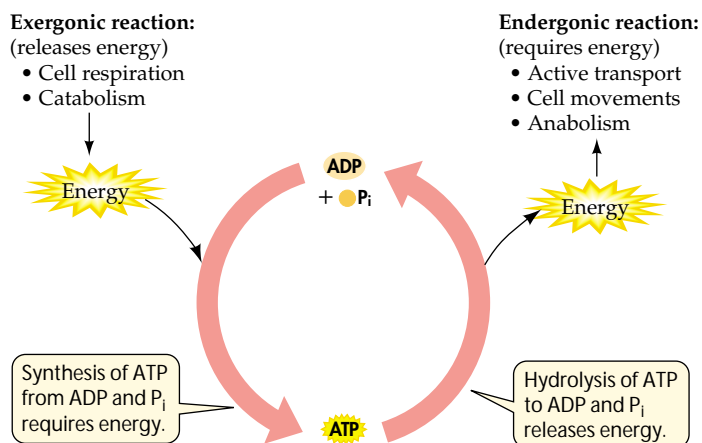 Exergonic reaction:
(releases energy)
• Cell respiration
• Catabolism
Energy
Endergonic reaction:
(requires energy)
• Active transport
• Cell movements
• Anabolism
Energy
ADP
+ Pi
Synthesis of ATP
from ADP and Pi
requires energy.
ATP
Hydrolysis of ATP
to ADP and Pi
releases energy.